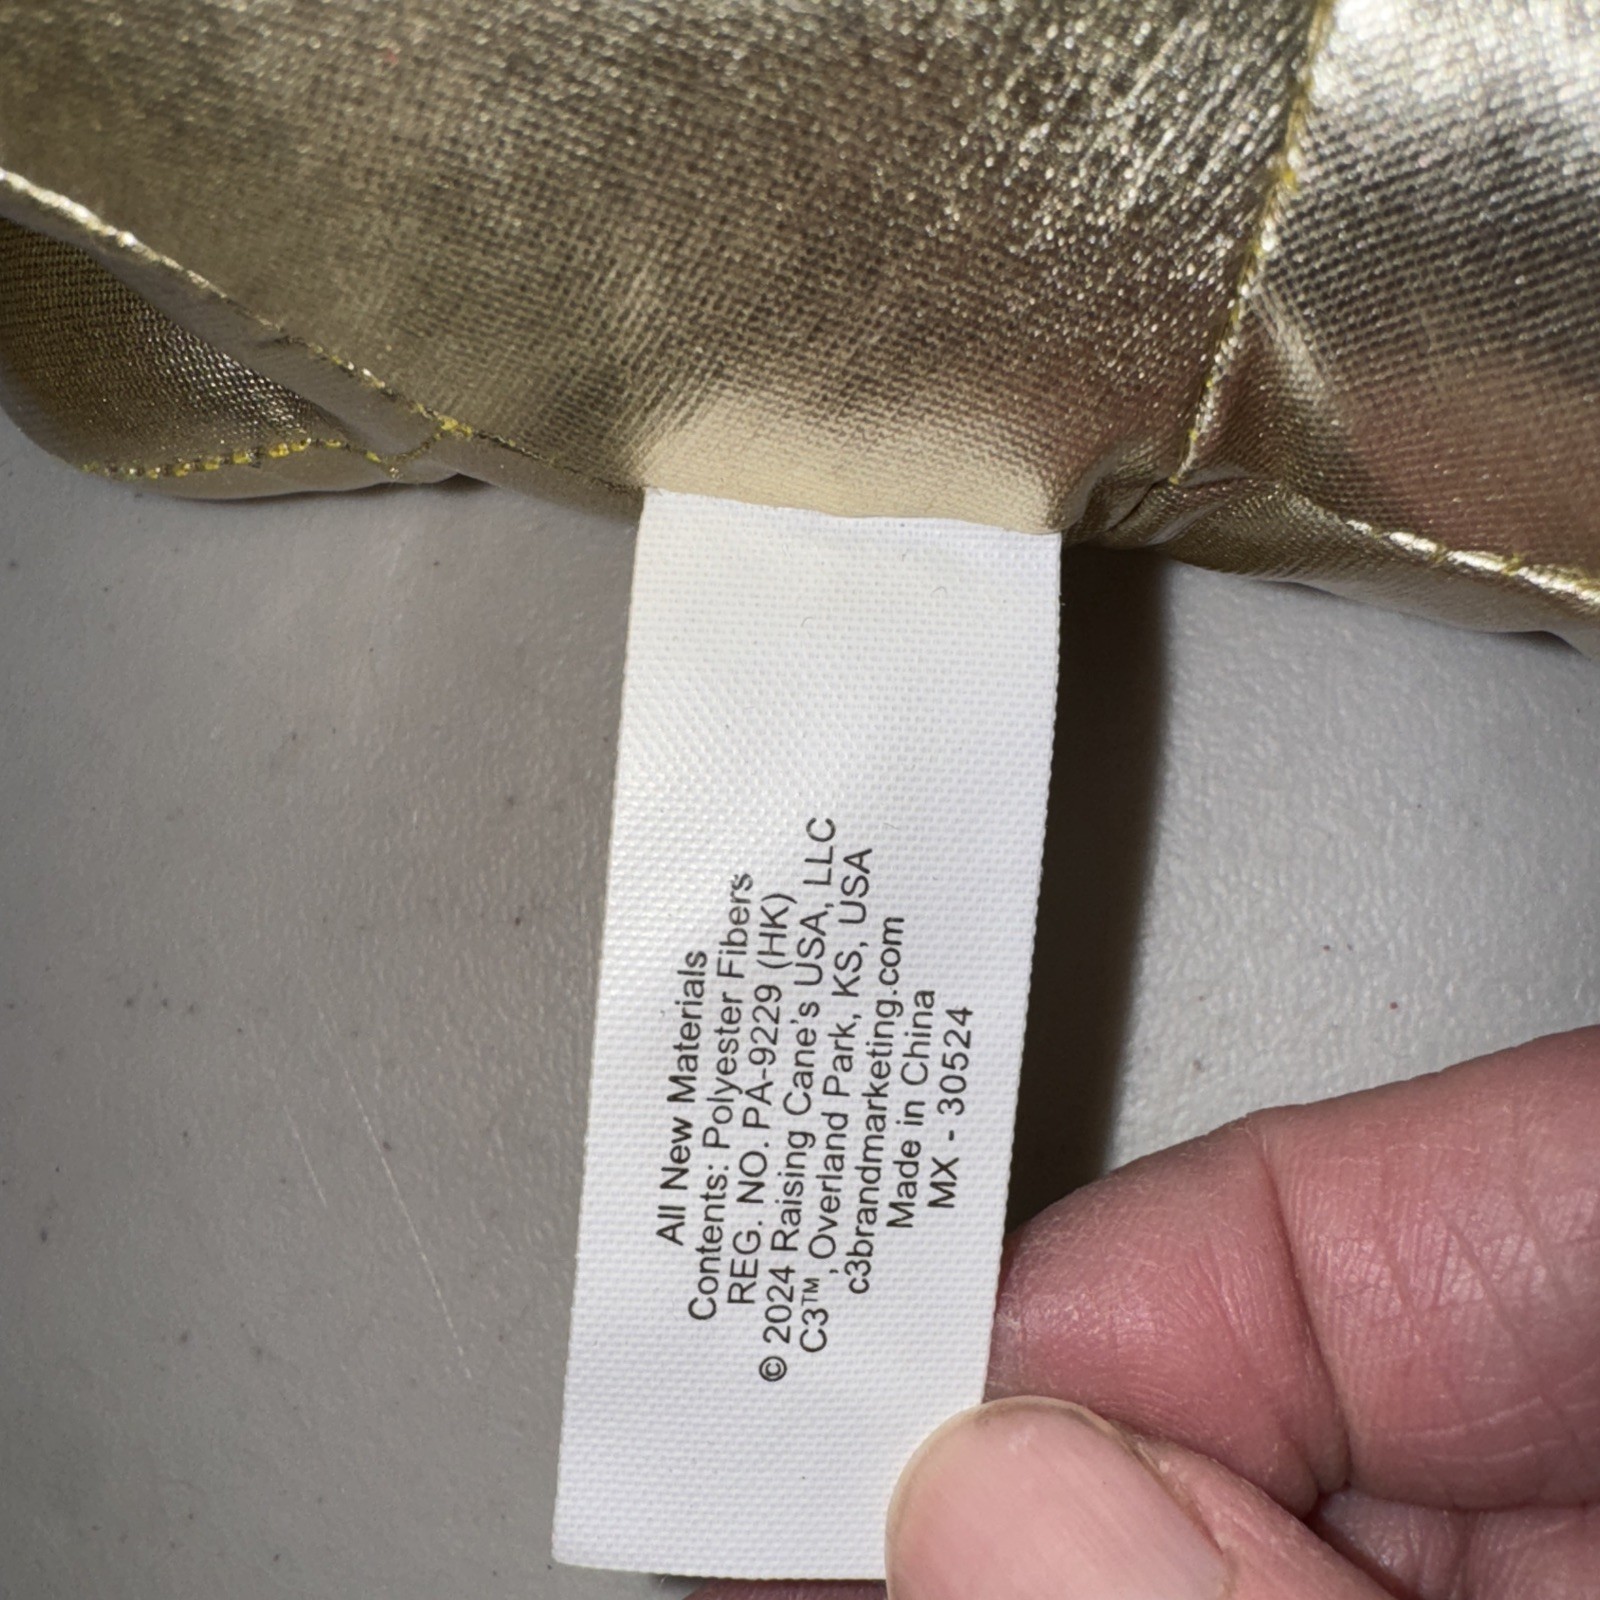 All New Materials
Contents: Polyester Fibers
REG. NO. PA-9229 (HK)
© 2024 Raising Cane's USA, LLC
C3™, Overland Park, KS, USA
c3brandmarketing.com
Made in China
MX - 30524